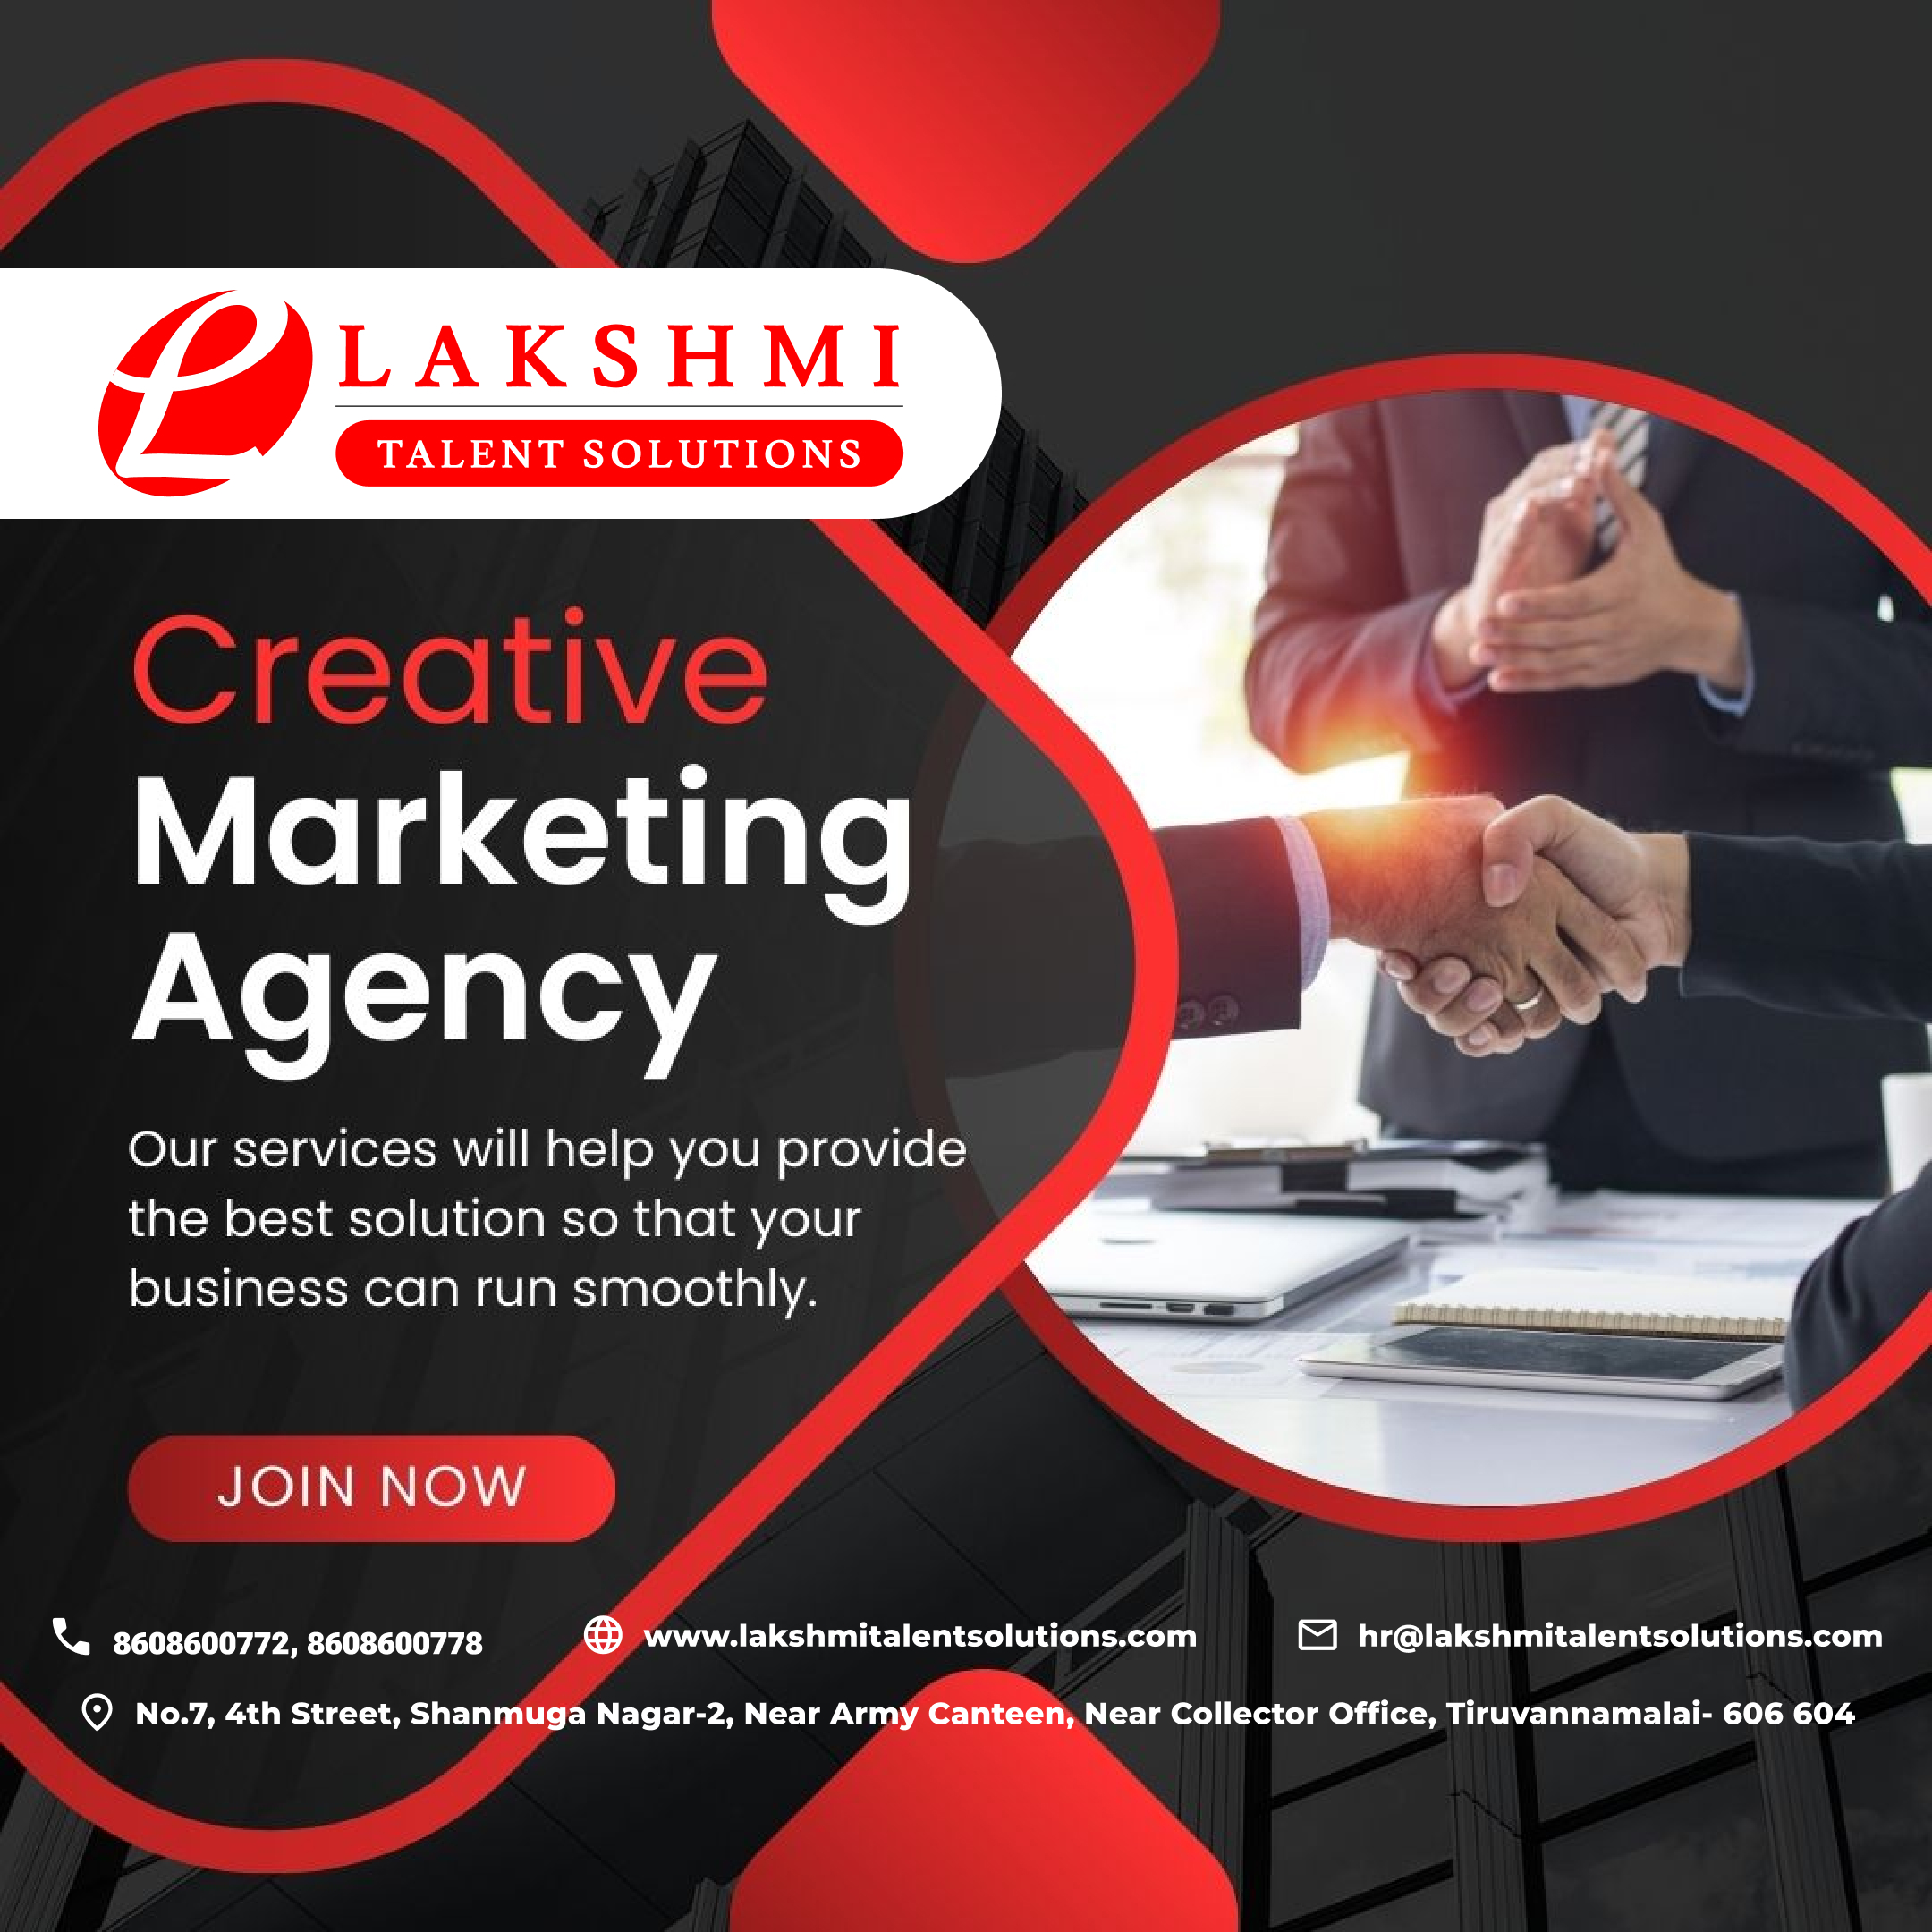 LAKSHMI
TALENT SOLUTIONS
Creative
Marketing
Agency
Our services will help you provide
the best solution so that your
business can run smoothly.
JOIN NOW
8608600772, 8608600778
www.lakshmitalentsolutions.com
hr@lakshmitalentsolutions.com
No.7, 4th Street, Shanmuga Nagar-2, Near Army Canteen, Near Collector Office, Tiruvannamalai- 606 604